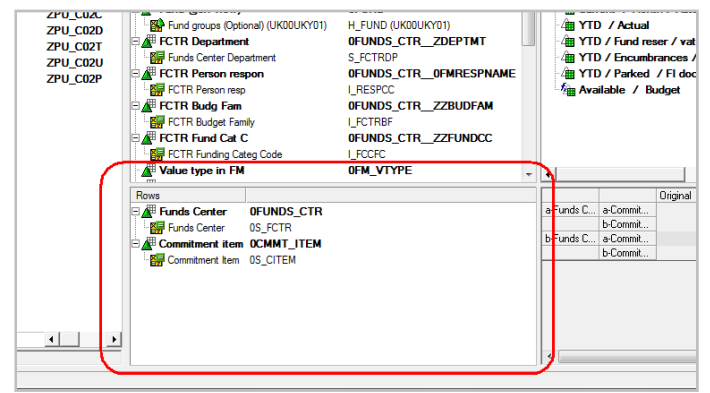 ZPU_C02C
ZPU_C02D
ZPU_C02T
ZPU_C02U
ZPU_C02P
Fund groups (Optional) (UK00UKY01) H_FUND (UK00UKY01)
FCTR Department 0FUNDS_CTR__ZDEPTMT
Funds Center Department S_FCTRDP
FCTR Person respon 0FUNDS_CTR__0FMRESPNAME
FCTR Person resp I_RESPCC
FCTR Budg Fam 0FUNDS_CTR__ZZBUDFAM
FCTR Budget Family I_FCTRBF
FCTR Fund Cat C 0FUNDS_CTR__ZZFUNDCC
FCTR Funding Categ Code I_FCCFC
Value type in FM 0FM_VTYPE
YTD / Actual
YTD / Fund reser / vat
YTD / Encumbrances /
YTD / Parked / FI doc
Available / Budget
Rows
Funds Center 0FUNDS_CTR
Funds Center 0S_FCTR
Commitment item 0CMMT_ITEM
Commitment Item 0S_CITEM
Original
a-Funds C... a-Commit...
b-Commit...
b-Funds C... a-Commit...
b-Commit...